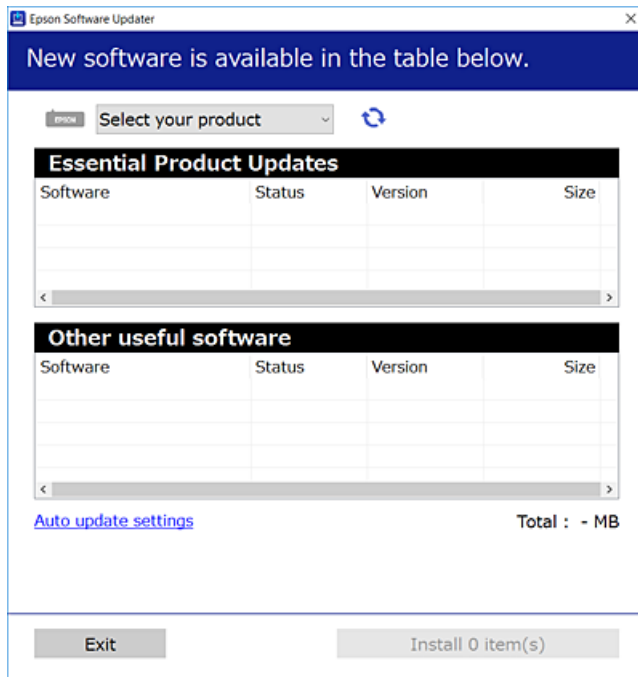 Epson Software Updater
New software is available in the table below.
EPSON Select your product
Essential Product Updates
Software Status Version Size
Other useful software
Software Status Version Size
Auto update settings Total : - MB
Exit Install 0 item(s)